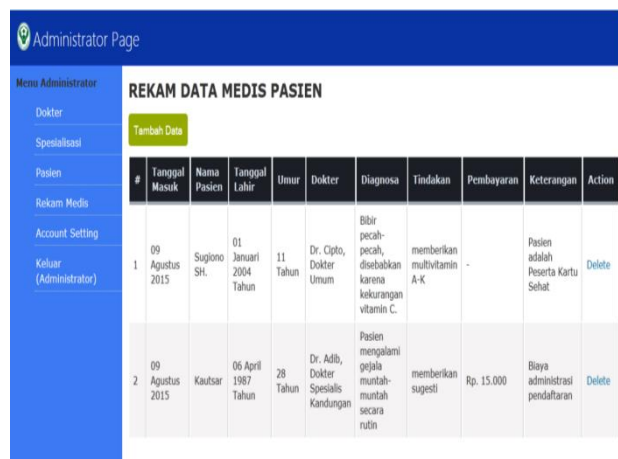 Administrator Page
Menu Administrator
Dokter
Spesialisasi
Pasien
Rekam Medis
Account Setting
Keluar
(Administrator)
REKAM DATA MEDIS PASIEN
Tambah Data
# Tanggal Masuk Nama Pasien Tanggal Lahir Umur Dokter Diagnosa Tindakan Pembayaran Keterangan Action
1 09 Agustus 2015 Sugiono SH. 01 Januari 2004 Tahun 11 Tahun Dr. Cipto, Dokter Umum Bibir pecah-pecah, disebabkan karena kekurangan vitamin C. memberikan multivitamin A-K - Pasien adalah Peserta Kartu Sehat Delete
2 09 Agustus 2015 Kautsar 06 April 1987 Tahun 28 Tahun Dr. Adib, Dokter Spesialis Kandungan Pasien mengalami gejala muntah-muntah secara rutin memberikan sugesti Rp. 15.000 Biaya administrasi pendaftaran Delete